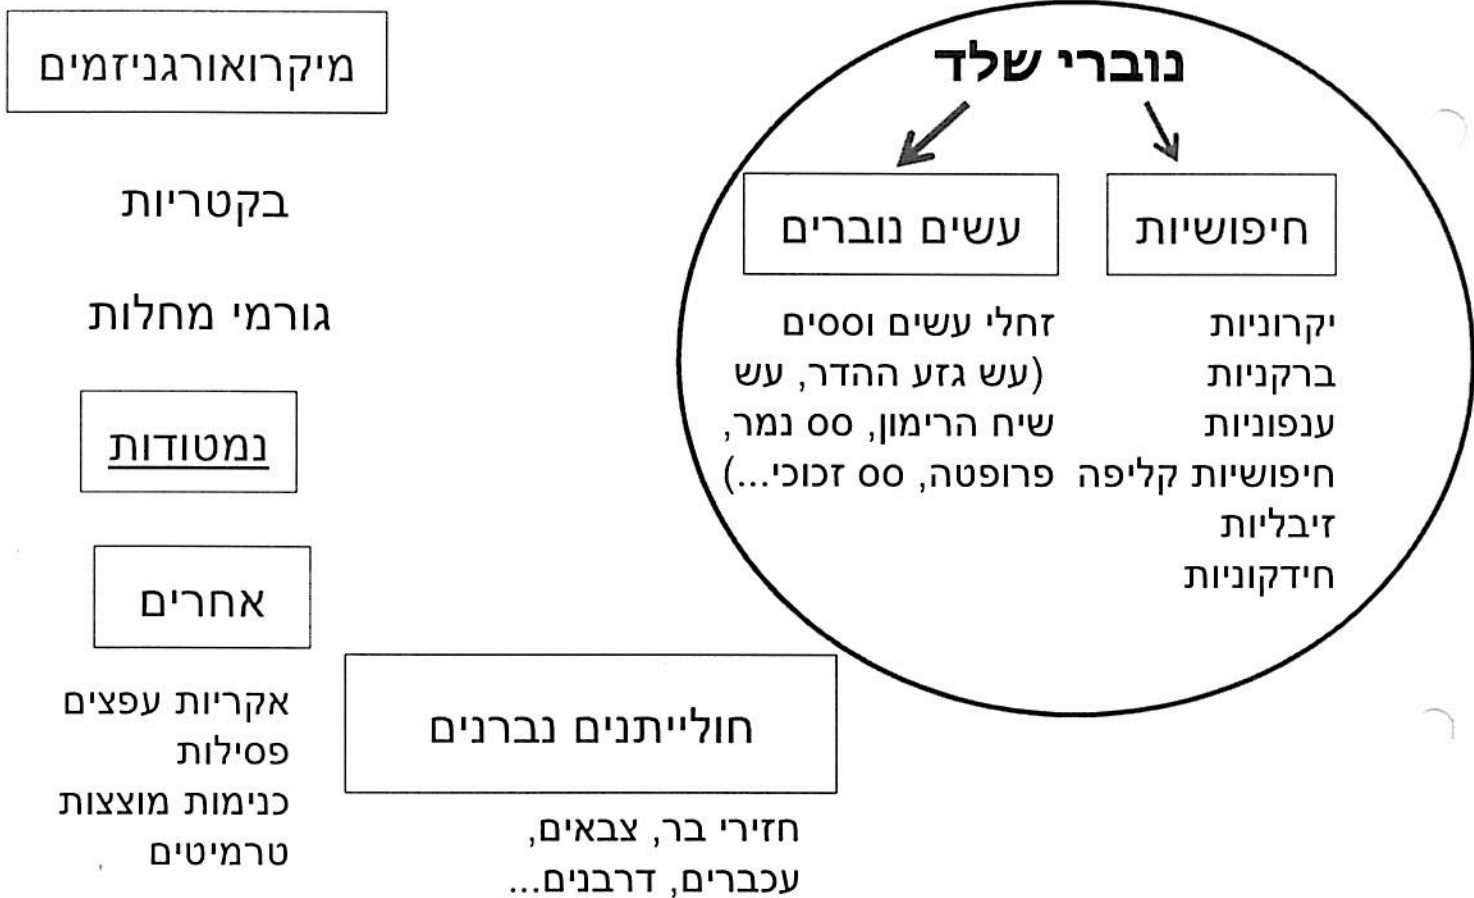 נוברי שלד
חיפושיות
יקרוניות
ברקניות
ענפוניות
חיפושיות קליפה
זיבליות
חידקוניות
עשים נוברים
זחלי עשים וססים
(עש גזע ההדר, עש
שיח הרימון, סס נמר,
פרופטה, סס זכוכי...)
מיקרואורגניזמים
בקטריות
גורמי מחלות
נמטודות
אחרים
אקריות עפצים
פסילות
כנימות מוצצות
טרמיטים
חולייתנים נברנים
חזירי בר, צבאים,
עכברים, דרבנים...